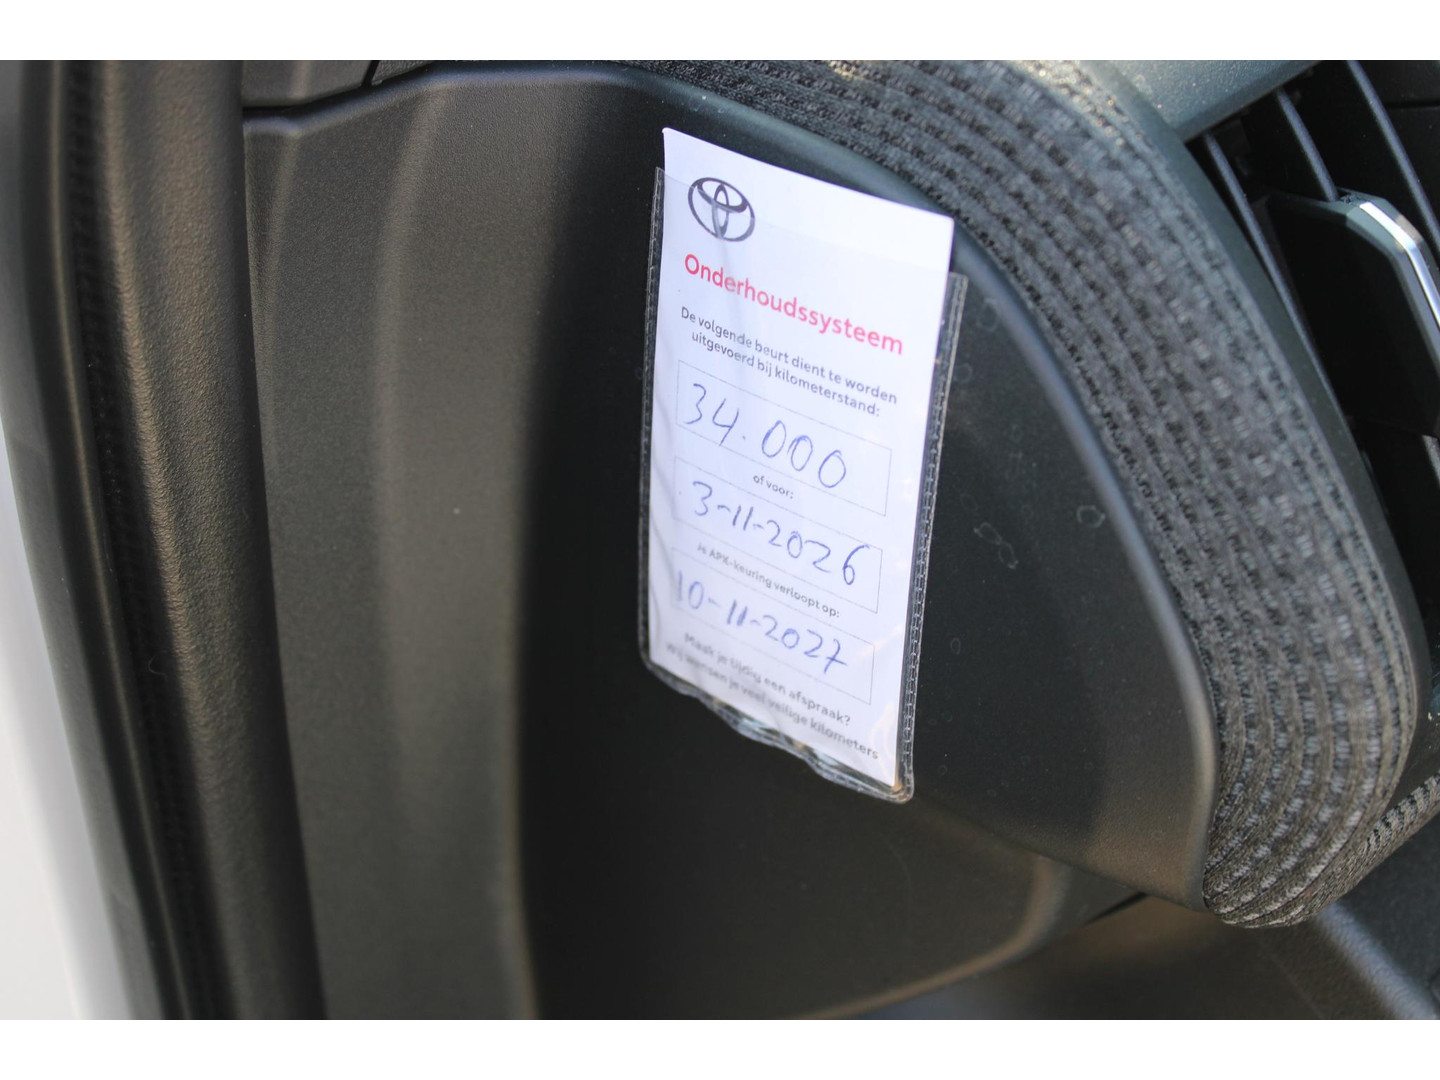 Onderhoudssysteem
De volgende beurt dient te worden
uitgevoerd bij kilometerstand:
34.000
of voor:
3-11-2026
Je APK-keuring verloopt op:
10-11-2027
Maak je tijdig een afspraak?
Wij wensen je veel veilige kilometers